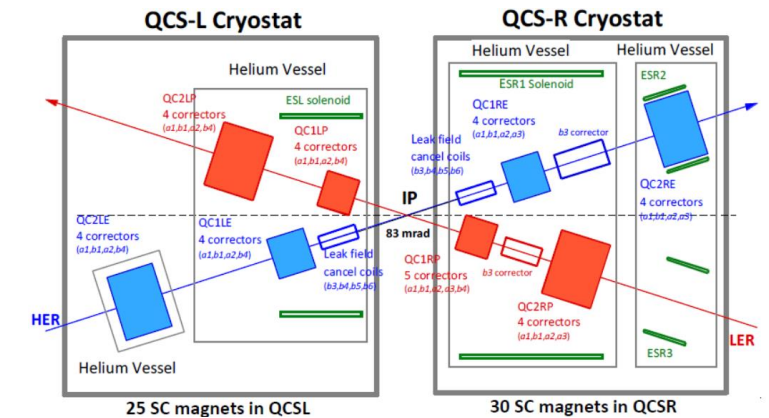 QCS-L Cryostat
QCS-R Cryostat
Helium Vessel
QC2LP
4 correctors
(a1,b1,a2,b4)
ESL solenoid
QC1LP
4 correctors
(a1,b1,a2,b4)
QC2LE
4 correctors
(a1,b1,a2,b4)
QC1LE
4 correctors
(a1,b1,a2,b4)
Leak field
cancel coils
(b3,b4,b5,b6)
HER
Helium Vessel
25 SC magnets in QCSL
IP
83 mrad
Helium Vessel
Helium Vessel
ESR1 Solenoid
ESR2
QC1RE
4 correctors
(a1,b1,a2,a3)
Leak field
cancel coils
(b3,b4,b5,b6)
b3 corrector
QC2RE
4 correctors
(a1,b1,a2,a3)
QC1RP
5 correctors
(a1,b1,a2,a3,b4)
b3 corrector
QC2RP
4 correctors
(a1,b1,a2,a3)
ESR3
LER
30 SC magnets in QCSR